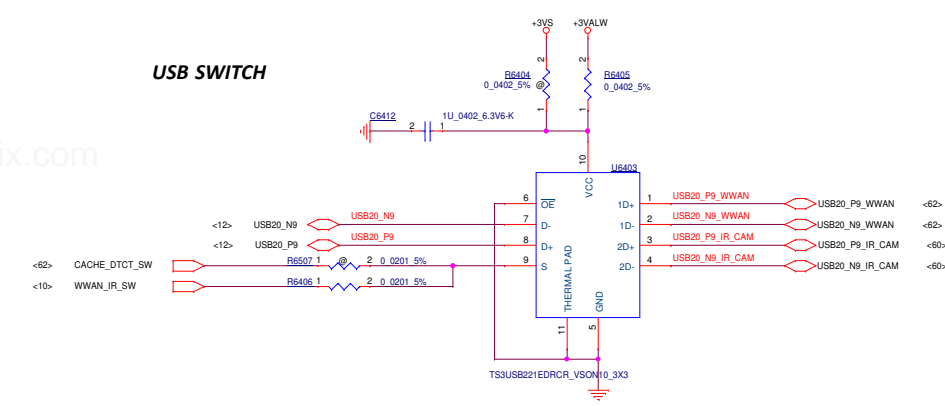 +3VS +3VALW
USB SWITCH
2 2
R6404 R6405
0_0402_5% @ 0_0402_5%
1 1
C6412 1U_0402_6.3V6-K
2 1
ix.com
10 U6403
VCC
6 OE 1D+ 1 USB20_P9_WWAN USB20_P9_WWAN <62>
<12> USB20_N9 USB20_N9 7 D- 1D- 2 USB20_N9_WWAN USB20_N9_WWAN <62>
<12> USB20_P9 USB20_P9 8 D+ 2D+ 3 USB20_P9_IR_CAM USB20_P9_IR_CAM <60>
<62> CACHE_DTCT_SW R6507 1 @ 2 0_0201_5% 9 S 2D- 4 USB20_N9_IR_CAM USB20_N9_IR_CAM <60>
<10> WWAN_IR_SW R6406 1 2 0_0201_5%
THERMAL PAD GND
11 5
TS3USB221EDRCR_VSON10_3X3